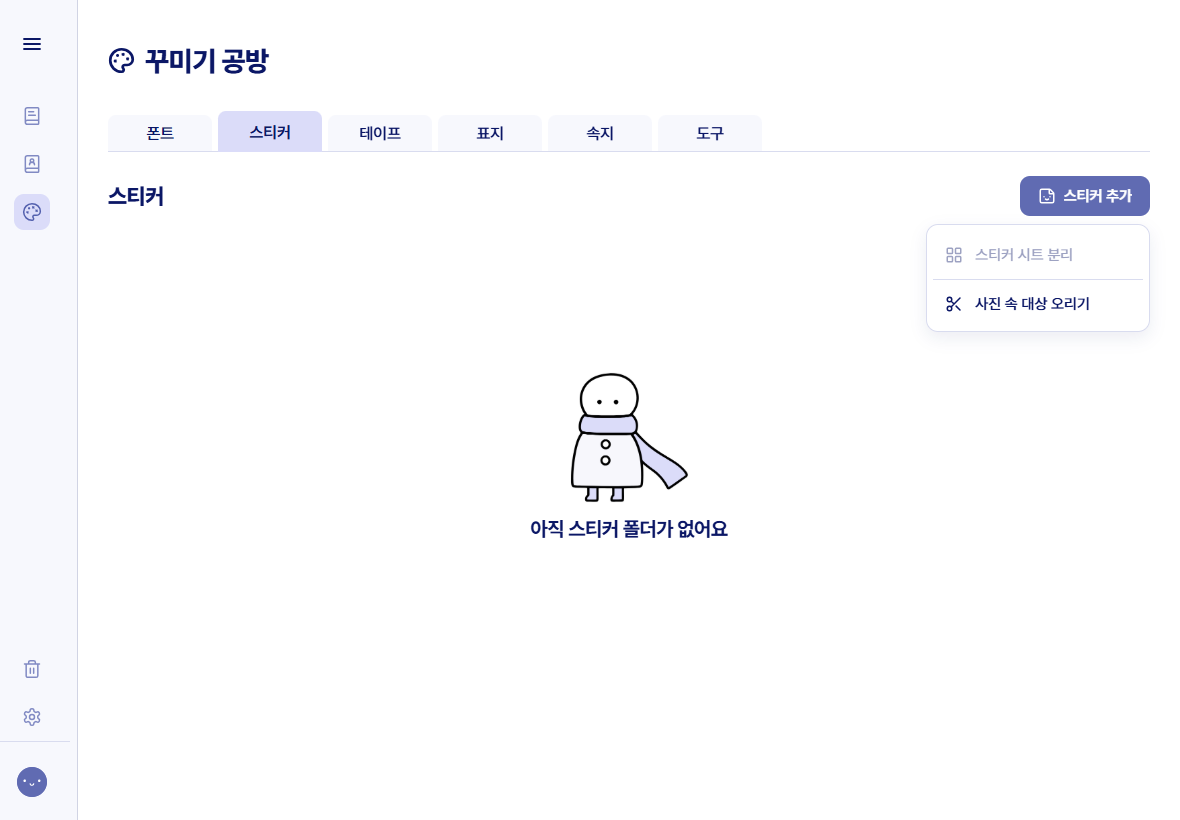 꾸미기 공방
폰트
스티커
테이프
표지
속지
도구
스티커
스티커 추가
스티커 시트 분리
사진 속 대상 오리기
아직 스티커 폴더가 없어요